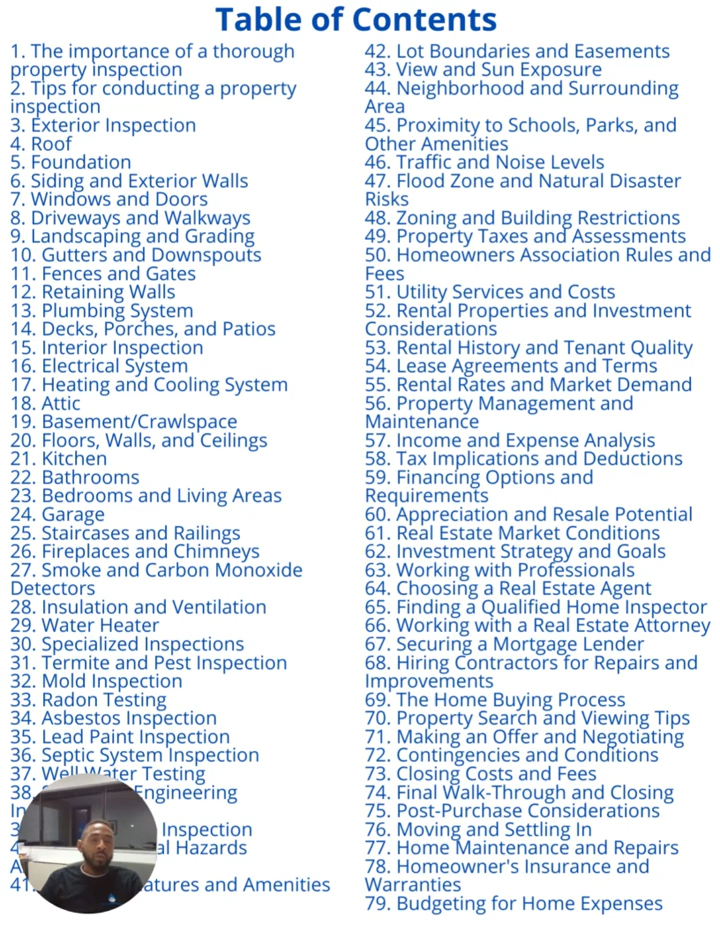 Table of Contents
1. The importance of a thorough
property inspection
2. Tips for conducting a property
inspection
3. Exterior Inspection
4. Roof
5. Foundation
6. Siding and Exterior Walls
7. Windows and Doors
8. Driveways and Walkways
9. Landscaping and Grading
10. Gutters and Downspouts
11. Fences and Gates
12. Retaining Walls
13. Plumbing System
14. Decks, Porches, and Patios
15. Interior Inspection
16. Electrical System
17. Heating and Cooling System
18. Attic
19. Basement/Crawlspace
20. Floors, Walls, and Ceilings
21. Kitchen
22. Bathrooms
23. Bedrooms and Living Areas
24. Garage
25. Staircases and Railings
26. Fireplaces and Chimneys
27. Smoke and Carbon Monoxide
Detectors
28. Insulation and Ventilation
29. Water Heater
30. Specialized Inspections
31. Termite and Pest Inspection
32. Mold Inspection
33. Radon Testing
34. Asbestos Inspection
35. Lead Paint Inspection
36. Septic System Inspection
37. Well Water Testing
38. Engineering
Inspection
Hazards
41. and Amenities
42. Lot Boundaries and Easements
43. View and Sun Exposure
44. Neighborhood and Surrounding
Area
45. Proximity to Schools, Parks, and
Other Amenities
46. Traffic and Noise Levels
47. Flood Zone and Natural Disaster
Risks
48. Zoning and Building Restrictions
49. Property Taxes and Assessments
50. Homeowners Association Rules and
Fees
51. Utility Services and Costs
52. Rental Properties and Investment
Considerations
53. Rental History and Tenant Quality
54. Lease Agreements and Terms
55. Rental Rates and Market Demand
56. Property Management and
Maintenance
57. Income and Expense Analysis
58. Tax Implications and Deductions
59. Financing Options and
Requirements
60. Appreciation and Resale Potential
61. Real Estate Market Conditions
62. Investment Strategy and Goals
63. Working with Professionals
64. Choosing a Real Estate Agent
65. Finding a Qualified Home Inspector
66. Working with a Real Estate Attorney
67. Securing a Mortgage Lender
68. Hiring Contractors for Repairs and
Improvements
69. The Home Buying Process
70. Property Search and Viewing Tips
71. Making an Offer and Negotiating
72. Contingencies and Conditions
73. Closing Costs and Fees
74. Final Walk-Through and Closing
75. Post-Purchase Considerations
76. Moving and Settling In
77. Home Maintenance and Repairs
78. Homeowner's Insurance and
Warranties
79. Budgeting for Home Expenses